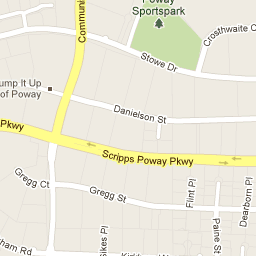 Poway
Sportspark
Crosthwaite C
Communi
Stowe Dr
ump It Up
of Poway
Danielson St
Pkwy
Scripps Poway Pkwy
Gregg Ct
Gregg St
Flint Pl
Paine St
Dearborn Pl
ham Rd
Sikes Pl